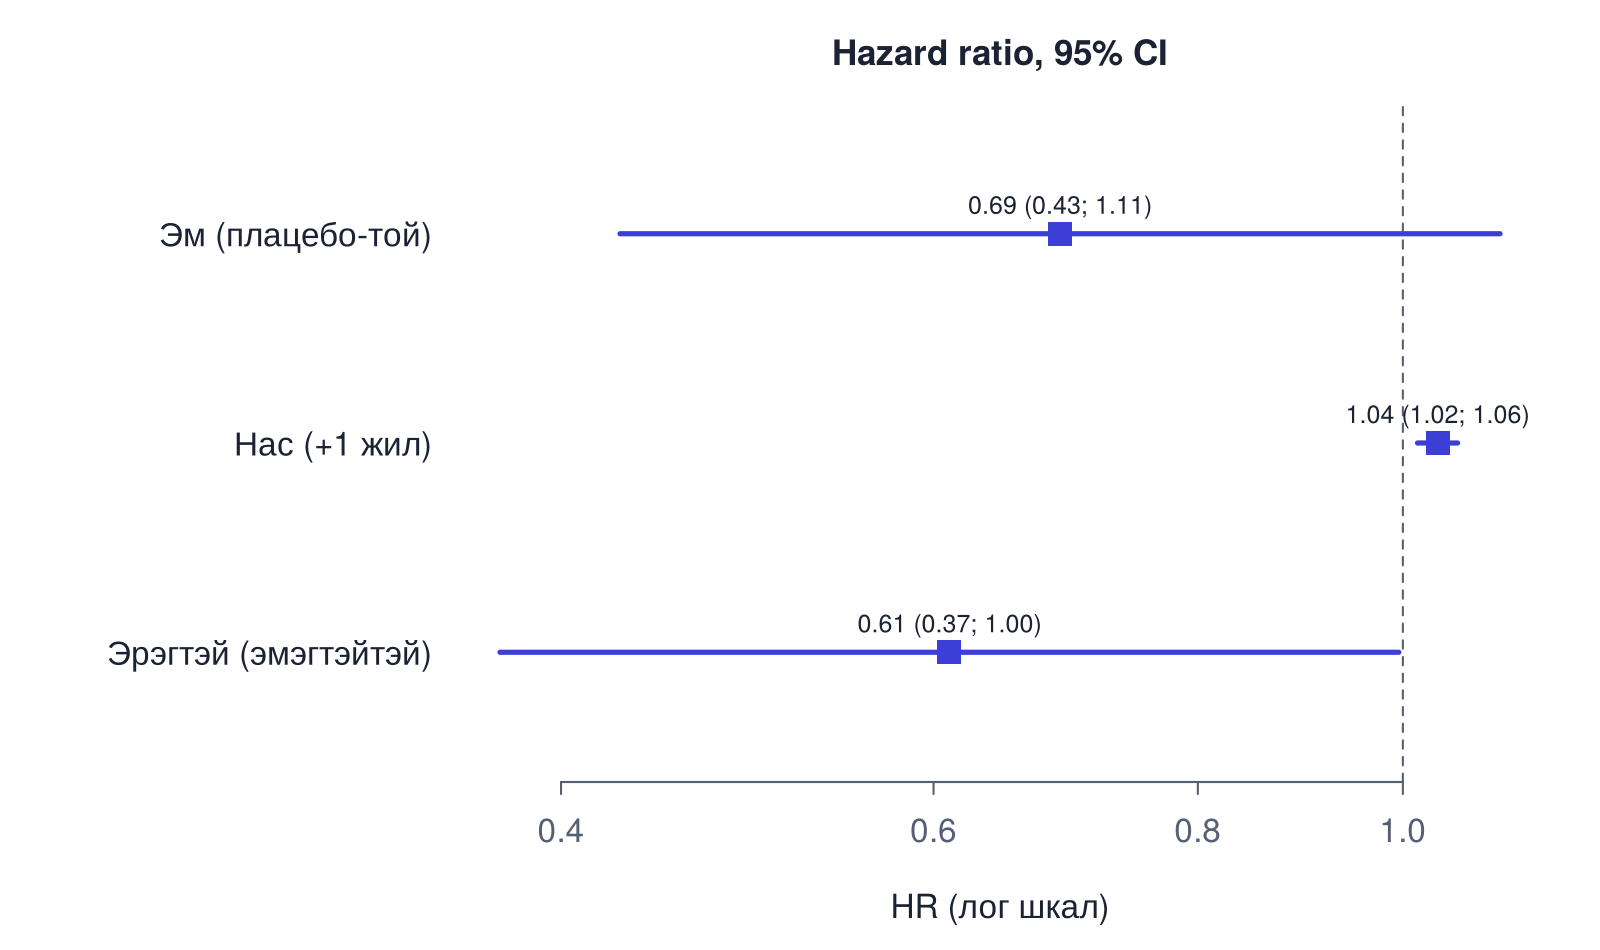 Hazard ratio, 95% CI
0.69 (0.43; 1.11)
Эм (плацебо-той)
1.04 (1.02; 1.06)
Нас (+1 жил)
0.61 (0.37; 1.00)
Эрэгтэй (эмэгтэйтэй)
0.4 0.6 0.8 1.0
HR (лог шкал)